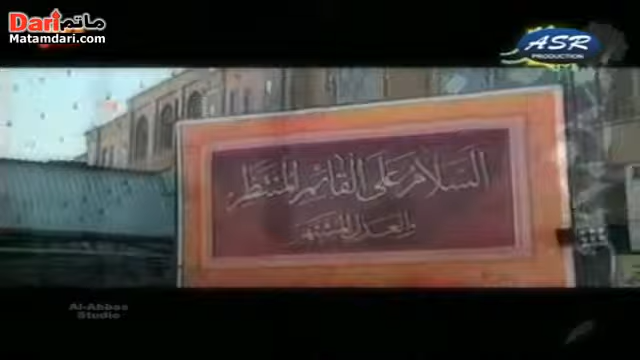 Dari ماتم
Matamdari.com
ASR
PRODUCTION
السلام على القائم المنتظر
والعدل المشتهر
Al-Abbas
Studio